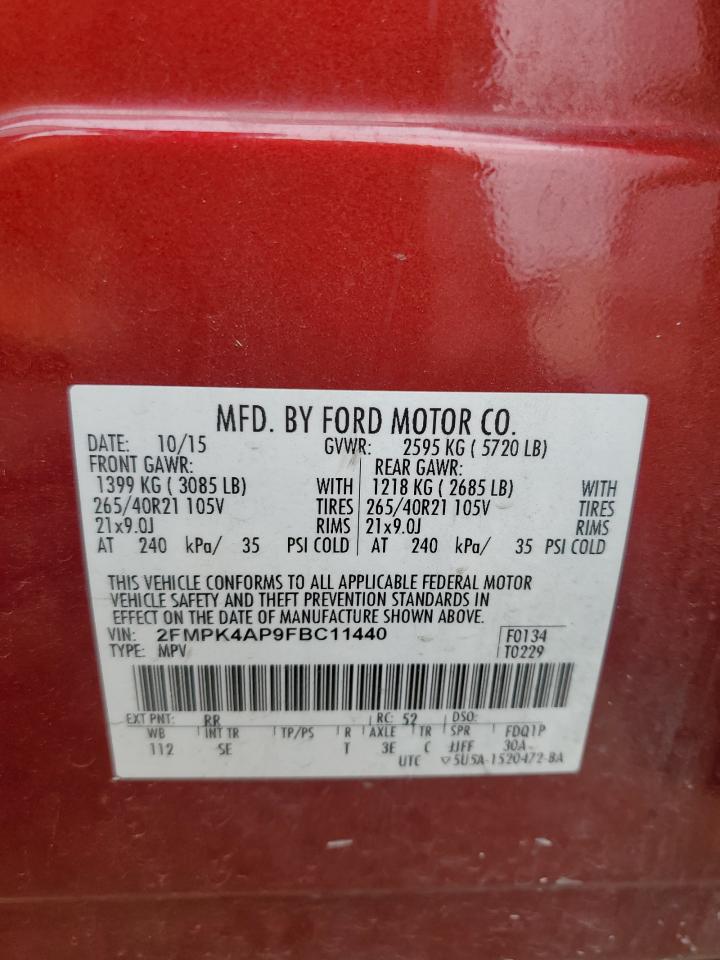 MFD. BY FORD MOTOR CO.
DATE: 10/15 GVWR: 2595 KG ( 5720 LB)
FRONT GAWR: REAR GAWR:
1399 KG ( 3085 LB) WITH 1218 KG ( 2685 LB) WITH
265/40R21 105V TIRES 265/40R21 105V TIRES
21x9.0J RIMS 21x9.0J RIMS
AT 240 kPa/ 35 PSI COLD AT 240 kPa/ 35 PSI COLD
THIS VEHICLE CONFORMS TO ALL APPLICABLE FEDERAL MOTOR
VEHICLE SAFETY AND THEFT PREVENTION STANDARDS IN
EFFECT ON THE DATE OF MANUFACTURE SHOWN ABOVE.
VIN: 2FMPK4AP9FBC11440 F0134
TYPE: MPV T0229
EXT PNT: RR RC: 52 DSO:
WB INT TR TP/PS R AXLE TR SPR FDQ1P
112 SE T 3E C JJFF 30A
UTC ▽5U5A-1520472-BA